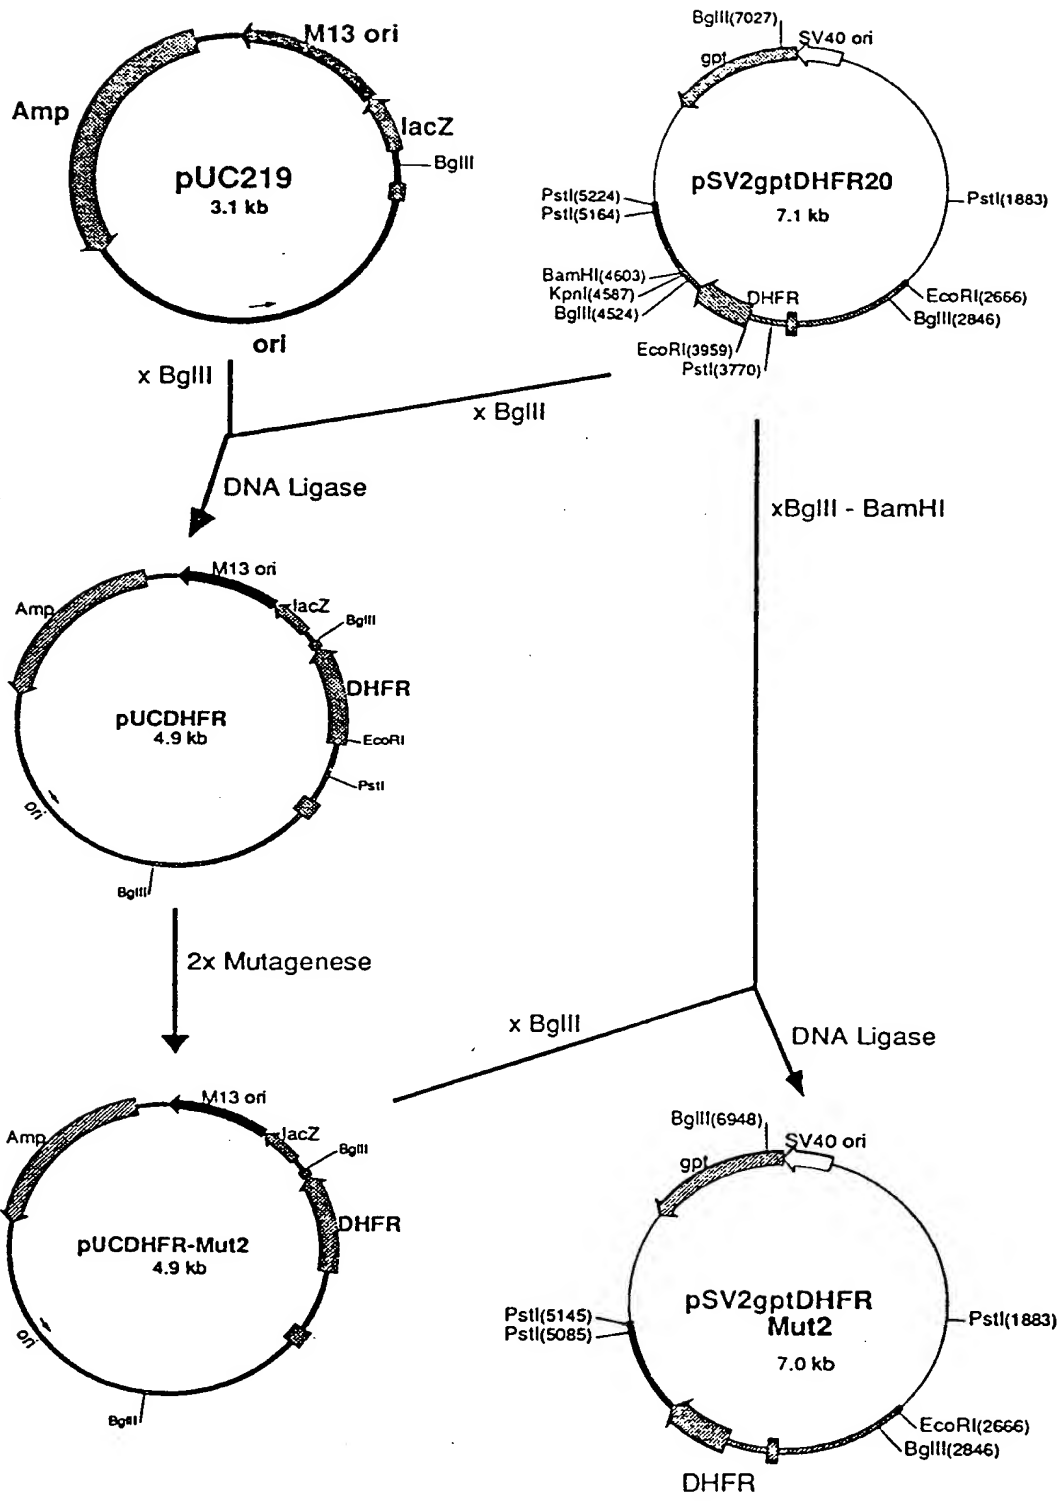 M13 ori
Amp
lacZ
BglII
pUC219
3.1 kb
ori
BglII(7027)
SV40 ori
gpt
pSV2gptDHFR20
7.1 kb
PstI(5224)
PstI(5164)
PstI(1883)
BamHI(4603)
KpnI(4587)
BglII(4524)
DHFR
EcoRI(2666)
BglII(2846)
EcoRI(3959)
PstI(3770)
x BglII
x BglII
DNA Ligase
xBglII - BamHI
M13 ori
Amp
lacZ
BglII
DHFR
pUCDHFR
4.9 kb
EcoRI
PstI
ori
BglII
2x Mutagenese
x BglII
DNA Ligase
M13 ori
Amp
lacZ
BglII
DHFR
pUCDHFR-Mut2
4.9 kb
ori
BglII
BglII(6948)
SV40 ori
gpt
pSV2gptDHFR
Mut2
7.0 kb
PstI(5145)
PstI(5085)
PstI(1883)
EcoRI(2666)
BglII(2846)
DHFR